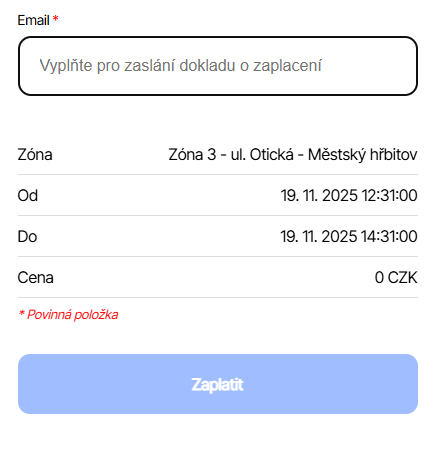 Email *
Vyplňte pro zaslání dokladu o zaplacení
Zóna Zóna 3 - ul. Otická - Městský hřbitov
Od 19. 11. 2025 12:31:00
Do 19. 11. 2025 14:31:00
Cena 0 CZK
* Povinná položka
Zaplatit